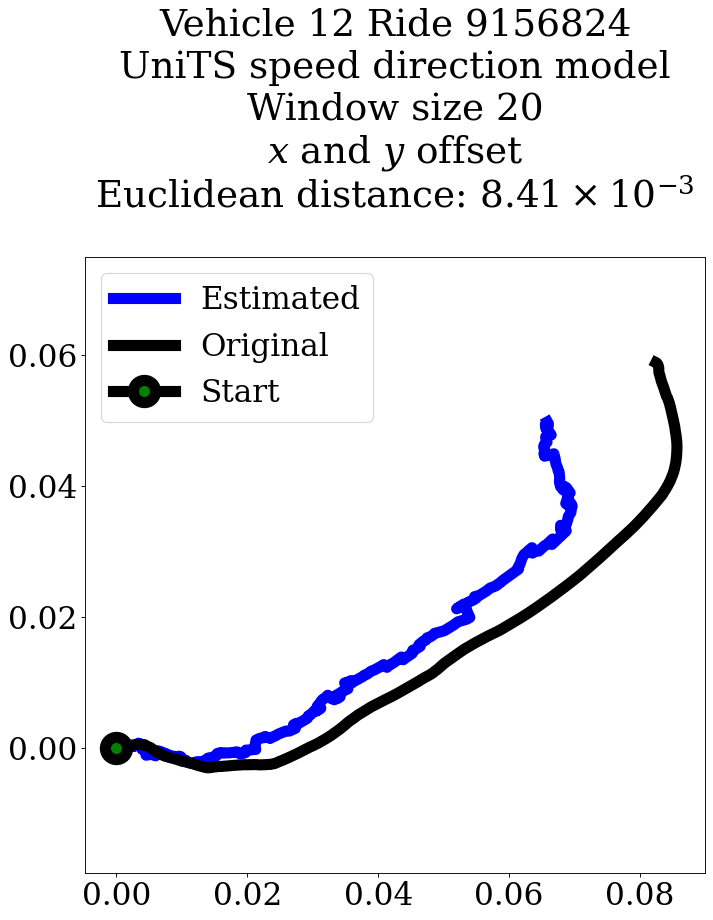 Vehicle 12 Ride 9156824
UniTS speed direction model
Window size 20
x and y offset
Euclidean distance: 8.41 × 10⁻³
Estimated
Original
Start
0.06
0.04
0.02
0.00
0.00 0.02 0.04 0.06 0.08